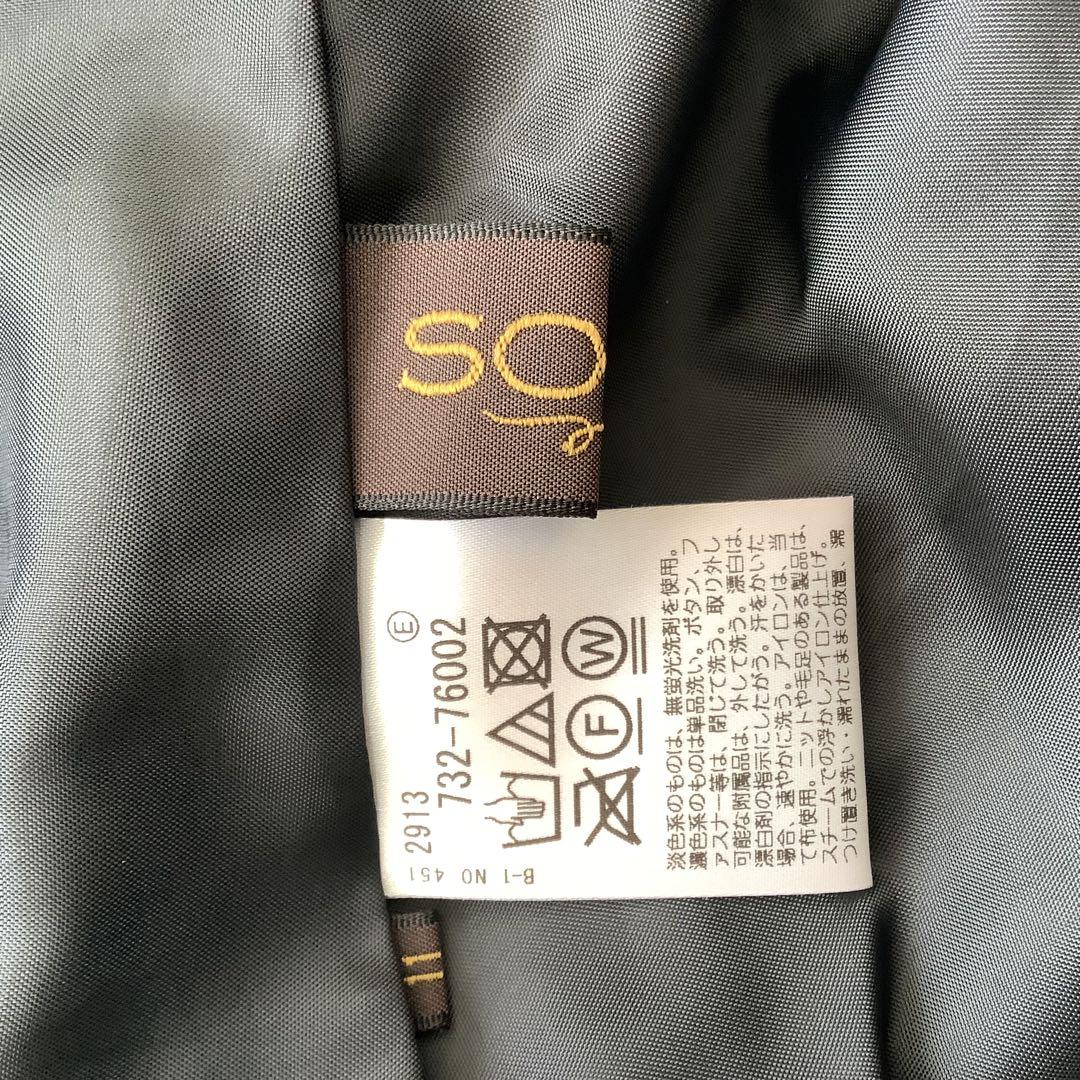 SO
Ⓔ
2913
732-76002
W
F
淡色系のものは、無蛍光洗剤を使用。
濃色系のものは単品洗い。ボタン、フ
ァスナー等は、閉じて洗う。取り外し
可能な附属品は、外して洗う。漂白は、
漂白剤の指示にしたがう。汗をかいた
場合、速やかに洗う。アイロンは、当
て布使用。ニットや毛足のある製品は、
スチームでの浮かしアイロン仕上げ。
つけ置き洗い・濡れたままの放置、濡
B-1 NO 451
11